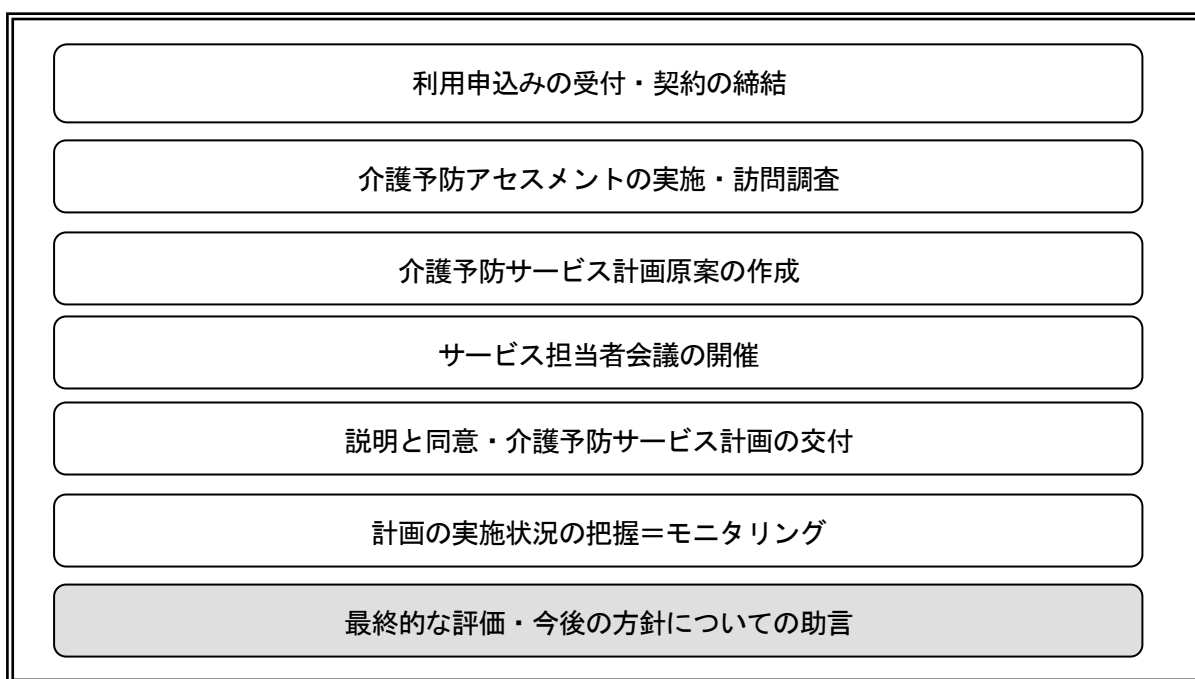 利用申込みの受付・契約の締結
介護予防アセスメントの実施・訪問調査
介護予防サービス計画原案の作成
サービス担当者会議の開催
説明と同意・介護予防サービス計画の交付
計画の実施状況の把握＝モニタリング
最終的な評価・今後の方針についての助言